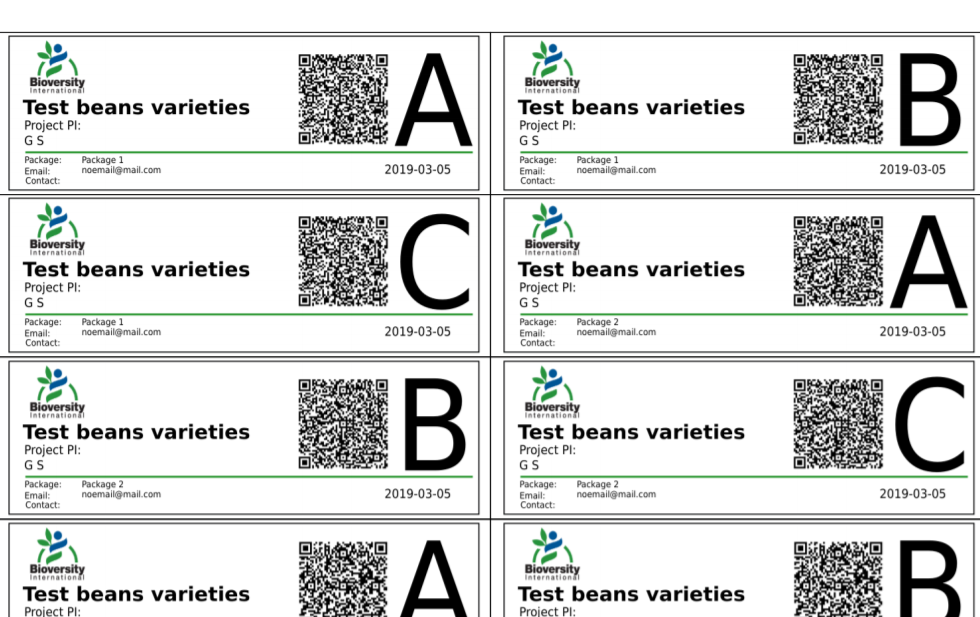 Bioversity
International
Test beans varieties
Project PI:
G S
A
Package: Package 1
Email: noemail@mail.com
Contact:
2019-03-05
Bioversity
International
Test beans varieties
Project PI:
G S
B
Package: Package 1
Email: noemail@mail.com
Contact:
2019-03-05
Bioversity
International
Test beans varieties
Project PI:
G S
C
Package: Package 1
Email: noemail@mail.com
Contact:
2019-03-05
Bioversity
International
Test beans varieties
Project PI:
G S
A
Package: Package 2
Email: noemail@mail.com
Contact:
2019-03-05
Bioversity
International
Test beans varieties
Project PI:
G S
B
Package: Package 2
Email: noemail@mail.com
Contact:
2019-03-05
Bioversity
International
Test beans varieties
Project PI:
G S
C
Package: Package 2
Email: noemail@mail.com
Contact:
2019-03-05
Bioversity
International
Test beans varieties
Project PI:
A
Bioversity
International
Test beans varieties
Project PI:
B